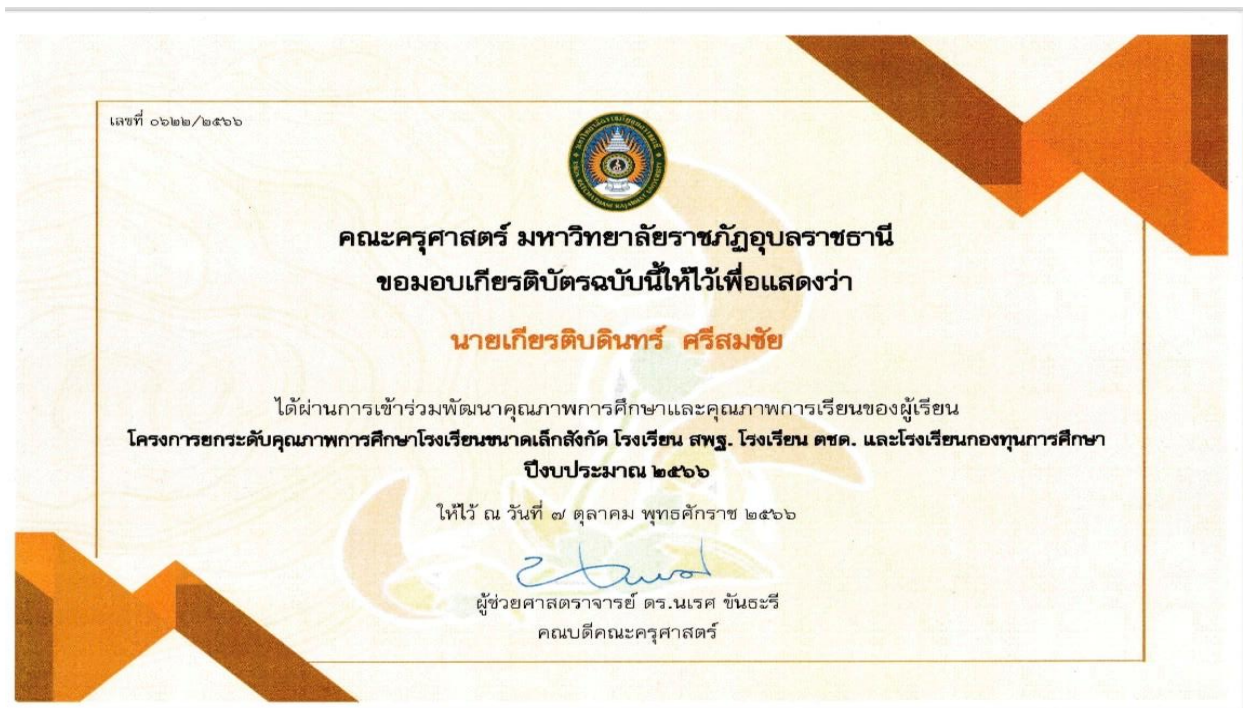 เลขที่ ๐๖๒๒/๒๕๖๖
คณะครุศาสตร์ มหาวิทยาลัยราชภัฏอุบลราชธานี
ขอมอบเกียรติบัตรฉบับนี้ให้ไว้เพื่อแสดงว่า
นายเกียรติบดินทร์ ศรีสมชัย
ได้ผ่านการเข้าร่วมพัฒนาคุณภาพการศึกษาและคุณภาพการเรียนของผู้เรียน
โครงการยกระดับคุณภาพการศึกษาโรงเรียนขนาดเล็กสังกัด โรงเรียน สพฐ. โรงเรียน ตชด. และโรงเรียนกองทุนการศึกษา
ปีงบประมาณ ๒๕๖๖
ให้ไว้ ณ วันที่ ๗ ตุลาคม พุทธศักราช ๒๕๖๖
ผู้ช่วยศาสตราจารย์ ดร.นเรศ ขันธะรี
คณบดีคณะครุศาสตร์